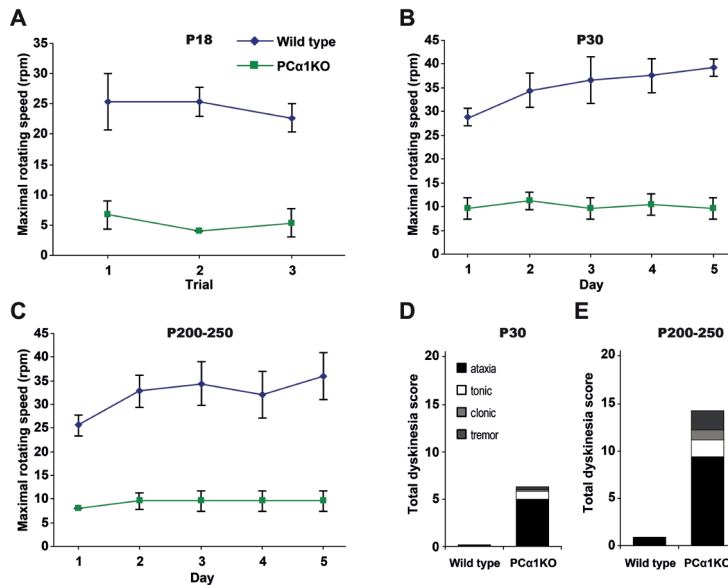 A
P18
Wild type
PCα1KO
Maximal rotating speed (rpm)
35
30
25
20
15
10
5
0
1
2
3
Trial
B
P30
Maximal rotating speed (rpm)
45
40
35
30
25
20
15
10
5
0
1
2
3
4
5
Day
C
P200-250
Maximal rotating speed (rpm)
45
40
35
30
25
20
15
10
5
0
1
2
3
4
5
Day
D
P30
Total dyskinesia score
20
15
10
5
0
ataxia
tonic
clonic
tremor
Wild type
PCα1KO
E
P200-250
Total dyskinesia score
20
15
10
5
0
Wild type
PCα1KO